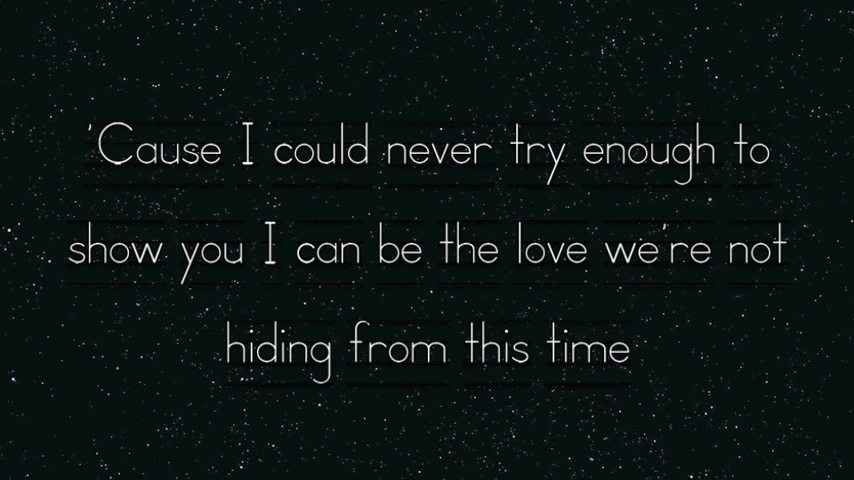 'Cause I could never try enough to
show you I can be the love we're not
hiding from this time